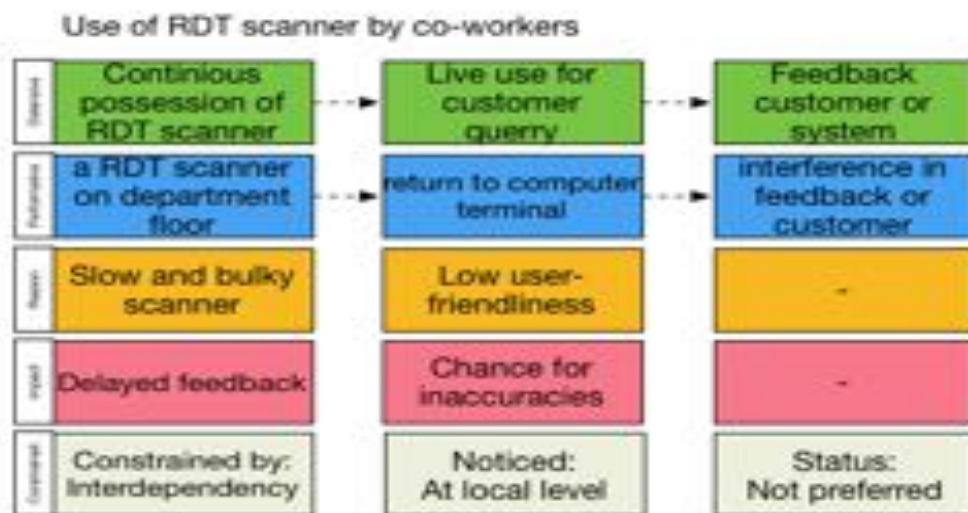 Use of RDT scanner by co-workers
Continious
possession of
RDT scanner
Live use for
customer
querry
Feedback
customer or
system
a RDT scanner
on department
floor
return to computer
terminal
interference in
feedback or
customer
Slow and bulky
scanner
Low user-
friendliness
-
Delayed feedback
Chance for
inaccuracies
-
Constrained by:
Interdependency
Noticed:
At local level
Status:
Not preferred